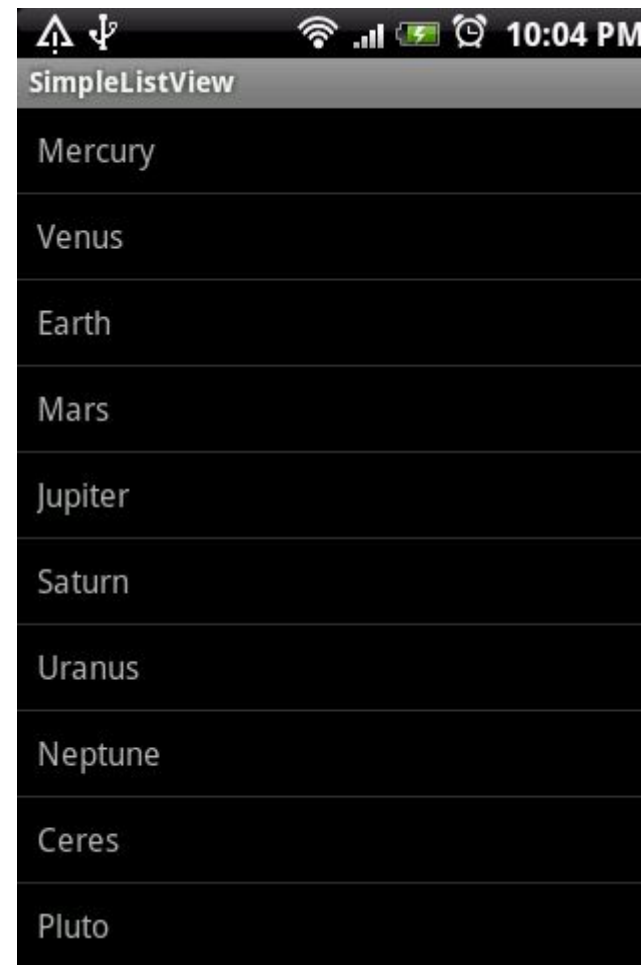 10:04 PM
SimpleListView
Mercury
Venus
Earth
Mars
Jupiter
Saturn
Uranus
Neptune
Ceres
Pluto